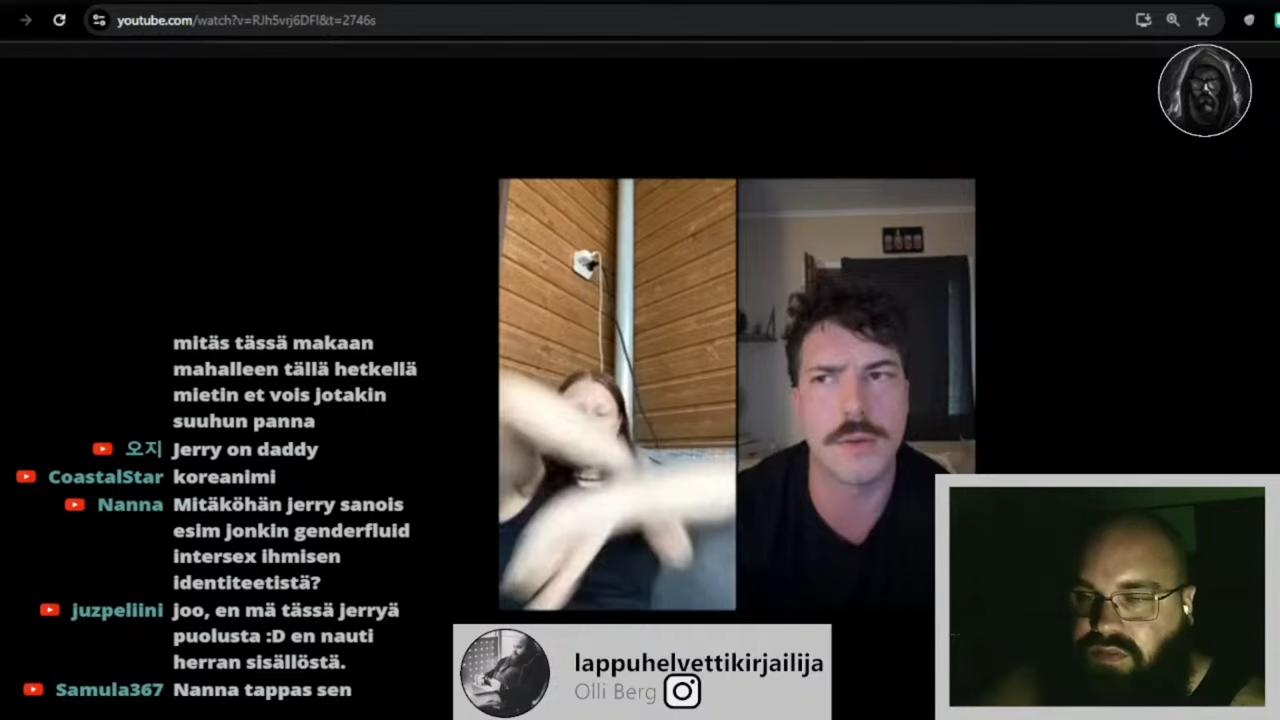 youtube.com/watch?v=RJh5vrj6DFI&t=2746s
mitäs tässä makaan
mahalleen tällä hetkellä
mietin et vois jotakin
suuhun panna
오지 Jerry on daddy
CoastalStar koreanimi
Nanna Mitäköhän jerry sanois
esim jonkin genderfluid
intersex ihmisen
identiteetistä?
juzpeliini joo, en mä tässä jerryä
puolusta :D en nauti
herran sisällöstä.
Samula367 Nanna tappas sen
lappuhelvettikirjailija
Olli Berg